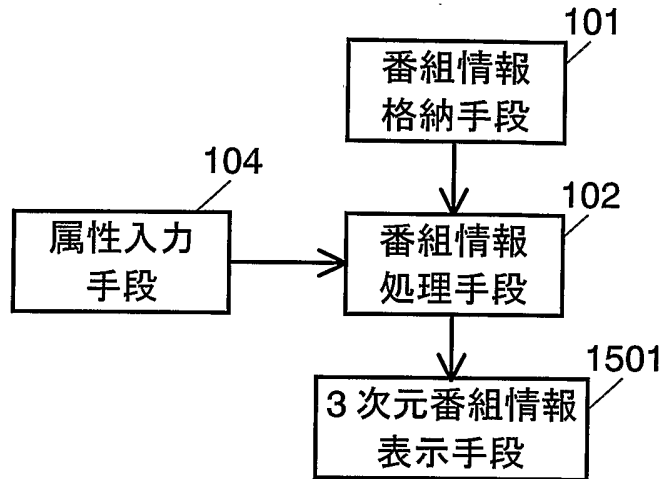 101
番組情報
格納手段
104
属性入力
手段
102
番組情報
処理手段
1501
3次元番組情報
表示手段